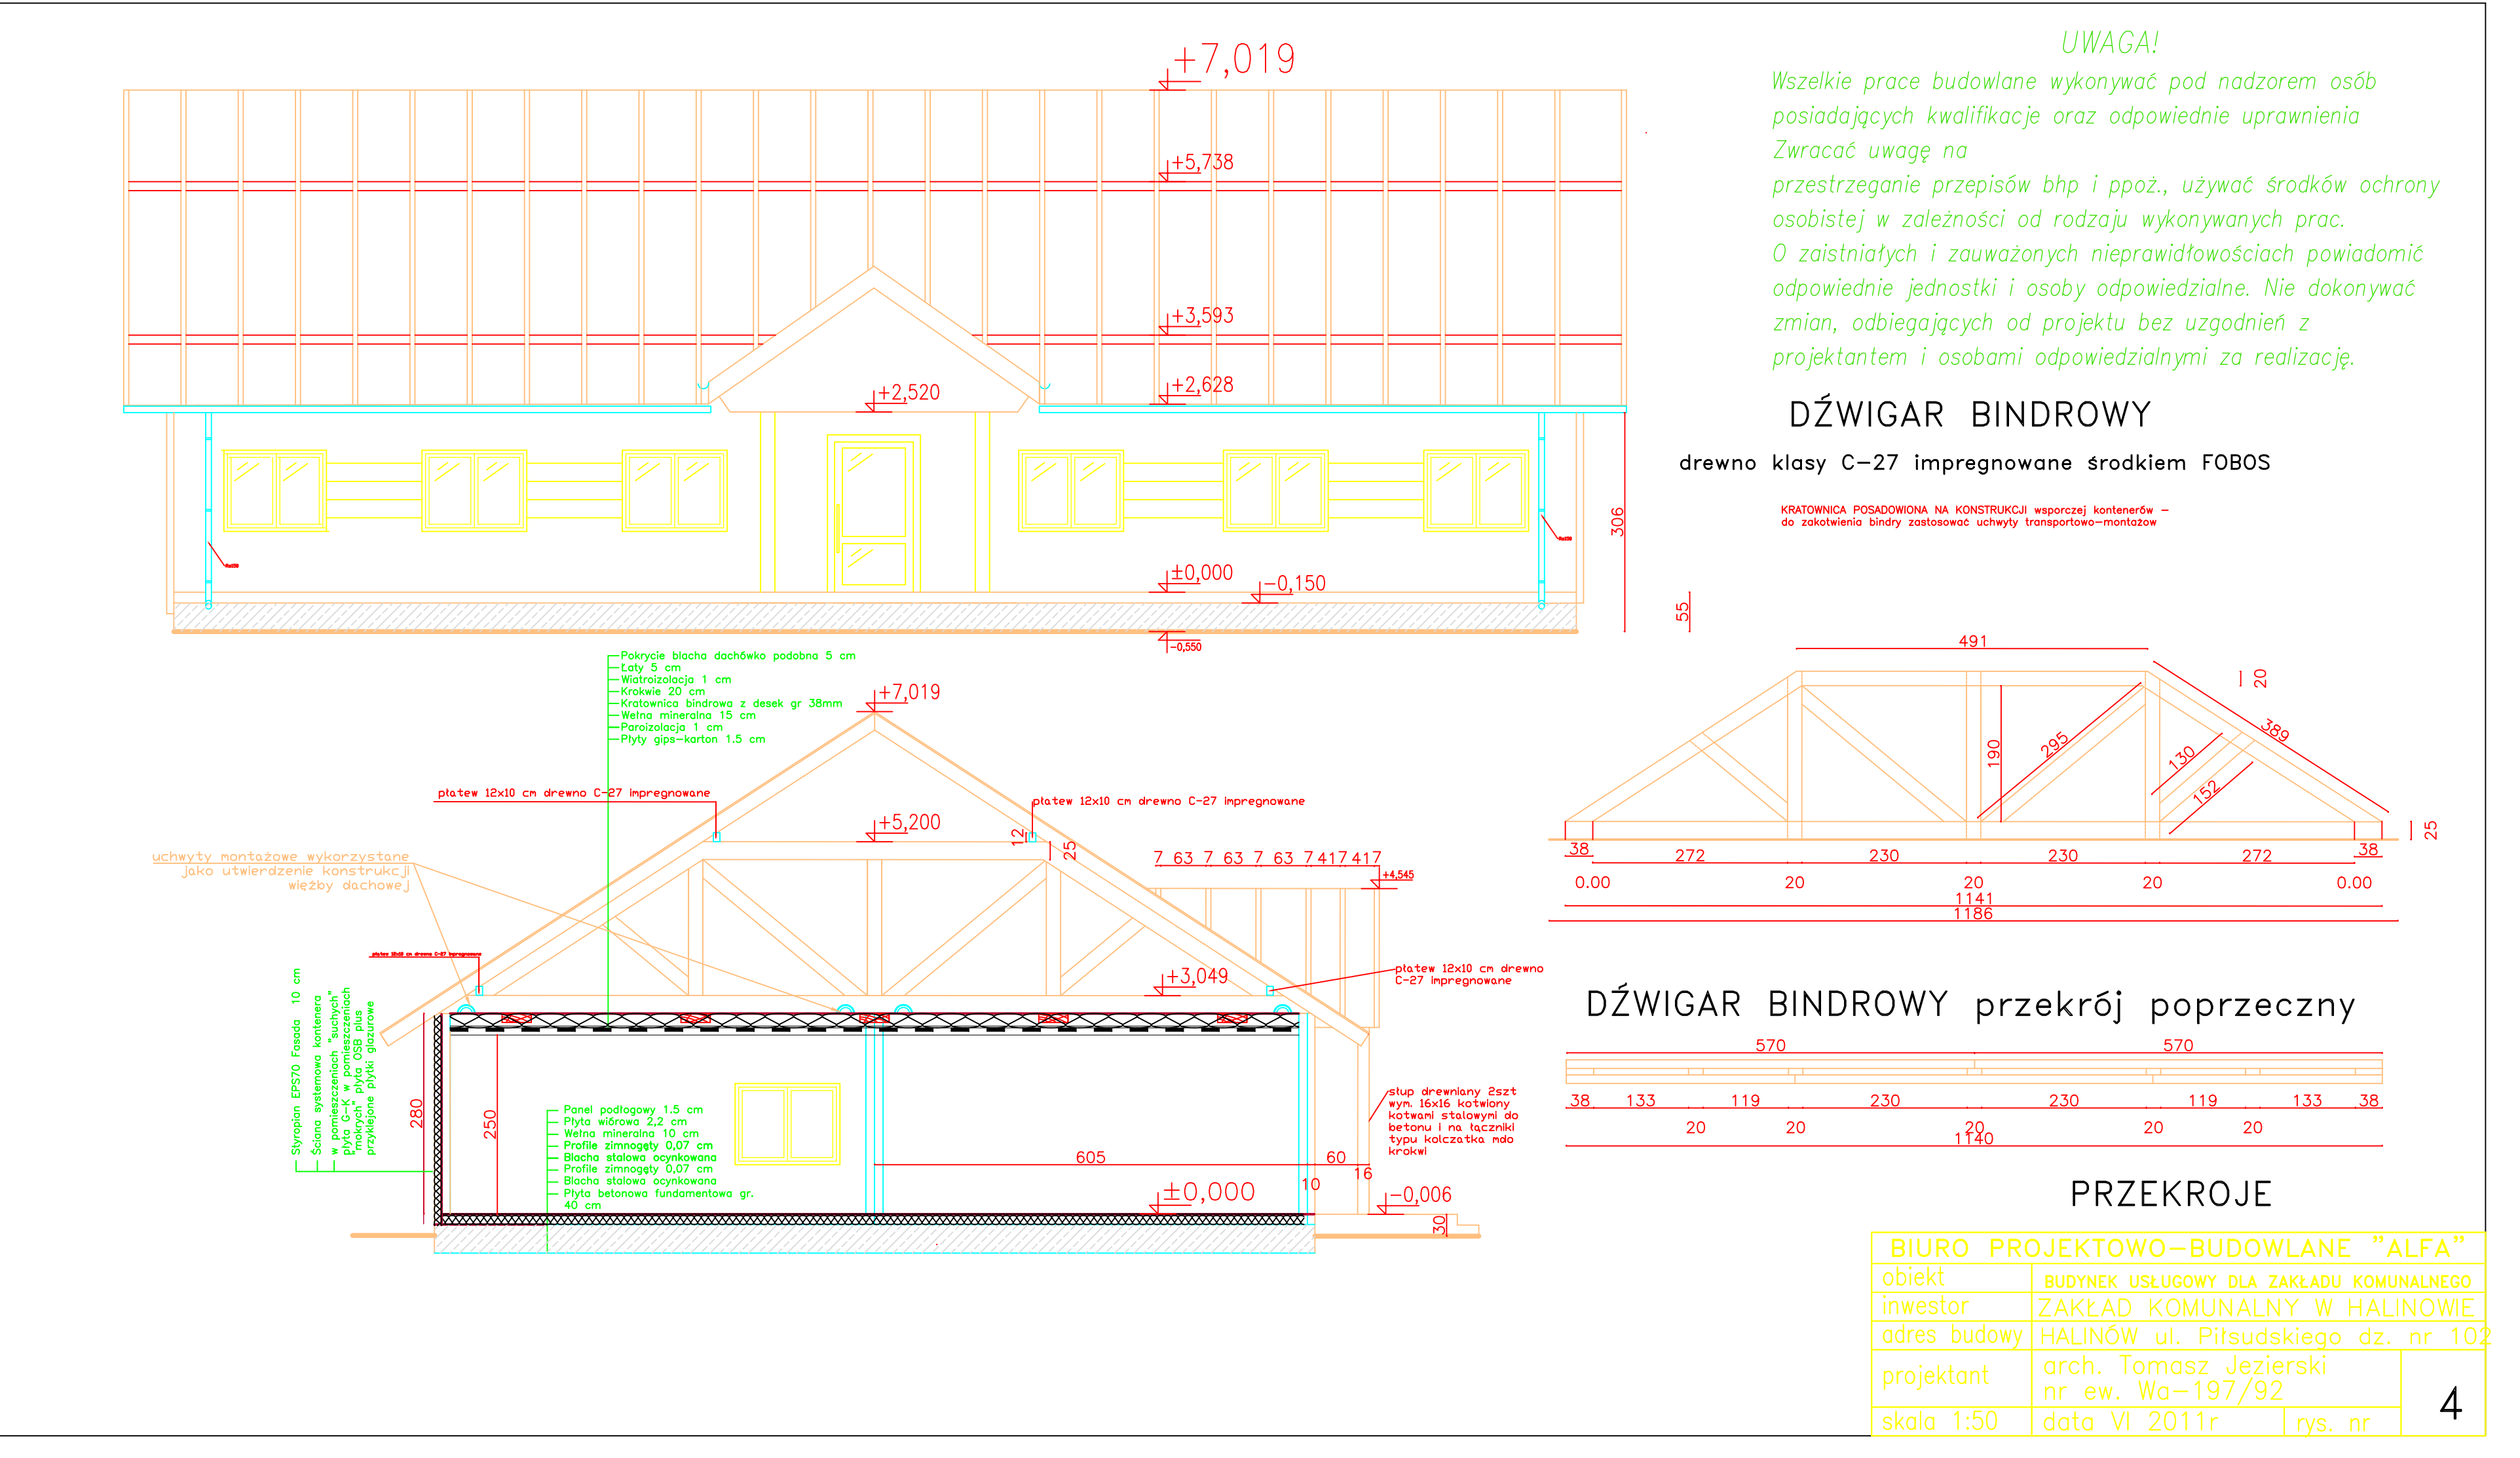 +7,019
+5,738
+3,593
+2,628
+2,520
±0,000
-0,150
-0,550
306
55
Rs150
Rs150
UWAGA!
Wszelkie prace budowlane wykonywać pod nadzorem osób
posiadających kwalifikacje oraz odpowiednie uprawnienia
Zwracać uwagę na
przestrzeganie przepisów bhp i ppoż., używać środków ochrony
osobistej w zależności od rodzaju wykonywanych prac.
O zaistniałych i zauważonych nieprawidłowościach powiadomić
odpowiednie jednostki i osoby odpowiedzialne. Nie dokonywać
zmian, odbiegających od projektu bez uzgodnień z
projektantem i osobami odpowiedzialnymi za realizację.
DŹWIGAR BINDROWY
drewno klasy C-27 impregnowane środkiem FOBOS
KRATOWNICA POSADOWIONA NA KONSTRUKCJI wsporczej kontenerów -
do zakotwienia bindry zastosować uchwyty transportowo-montażow
491
20
389
190
295
130
152
25
38
272
230
230
272
38
0.00
20
20
20
0.00
1141
1186
Pokrycie blacha dachówko podobna 5 cm
Łaty 5 cm
Wiatroizolacja 1 cm
Krokwie 20 cm
Kratownica bindrowa z desek gr 38mm
Wełna mineralna 15 cm
Paroizolacja 1 cm
Płyty gips-karton 1.5 cm
+7,019
płatew 12x10 cm drewno C-27 impregnowane
płatew 12x10 cm drewno C-27 impregnowane
+5,200
12
25
7 63 7 63 7 63 7 41 7 41 7
+4,545
uchwyty montażowe wykorzystane
jako utwierdzenie konstrukcji
więźby dachowej
płatew 12x10 cm drewno C-27 impregnowane
+3,049
płatew 12x10 cm drewno
C-27 impregnowane
Styropian EPS70 Fasada 10 cm
Ściana systemowa kontenera
w pomieszczeniach "suchych"
płyta G-K w pomieszczeniach
"mokrych" płyta OSB plus
przyklejone płytki glazurowe
280
250
Panel podłogowy 1.5 cm
Płyta wiórowa 2,2 cm
Wełna mineralna 10 cm
Profile zimnogęty 0,07 cm
Blacha stalowa ocynkowana
Profile zimnogęty 0,07 cm
Blacha stalowa ocynkowana
Płyta betonowa fundamentowa gr.
40 cm
605
60
16
10
±0,000
-0,006
30
słup drewniany 2szt
wym. 16x16 kotwiony
kotwami stalowymi do
betonu i na łaczniki
typu kolczatka mdo
krokwi
DŹWIGAR BINDROWY przekrój poprzeczny
570
570
38
133
119
230
230
119
133
38
20
20
20
20
20
1140
PRZEKROJE
BIURO PROJEKTOWO-BUDOWLANE "ALFA"
obiekt BUDYNEK USŁUGOWY DLA ZAKŁADU KOMUNALNEGO
inwestor ZAKŁAD KOMUNALNY W HALINOWIE
adres budowy HALINÓW ul. Piłsudskiego dz. nr 102
projektant arch. Tomasz Jezierski
nr ew. Wa-197/92
skala 1:50 data VI 2011r rys. nr 4